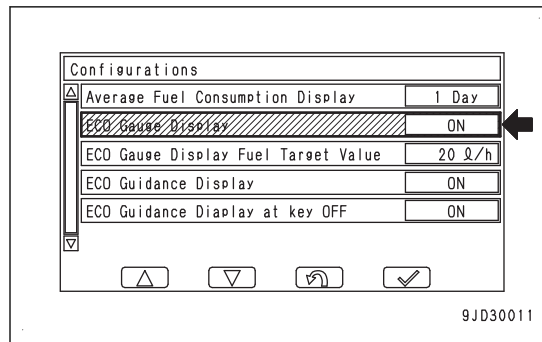 Configurations
Average Fuel Consumption Display 1 Day
ECO Gauge Display ON
ECO Gauge Display Fuel Target Value 20 ℓ/h
ECO Guidance Display ON
ECO Guidance Diaplay at key OFF ON
9JD30011